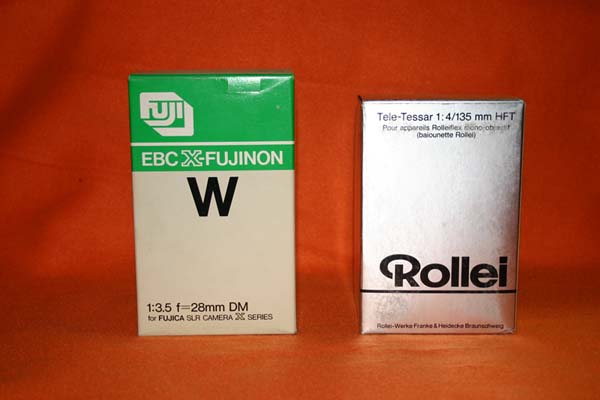 FUJI
EBC X-FUJINON
W
1:3.5 f=28mm DM
for FUJICA SLR CAMERA X SERIES
Tele-Tessar 1:4/135 mm HFT
Pour appareils Rolleiflex mono-objectif
(baïounette Rollei)
Rollei
Rollei-Werke Franke & Heidecke Braunschweig